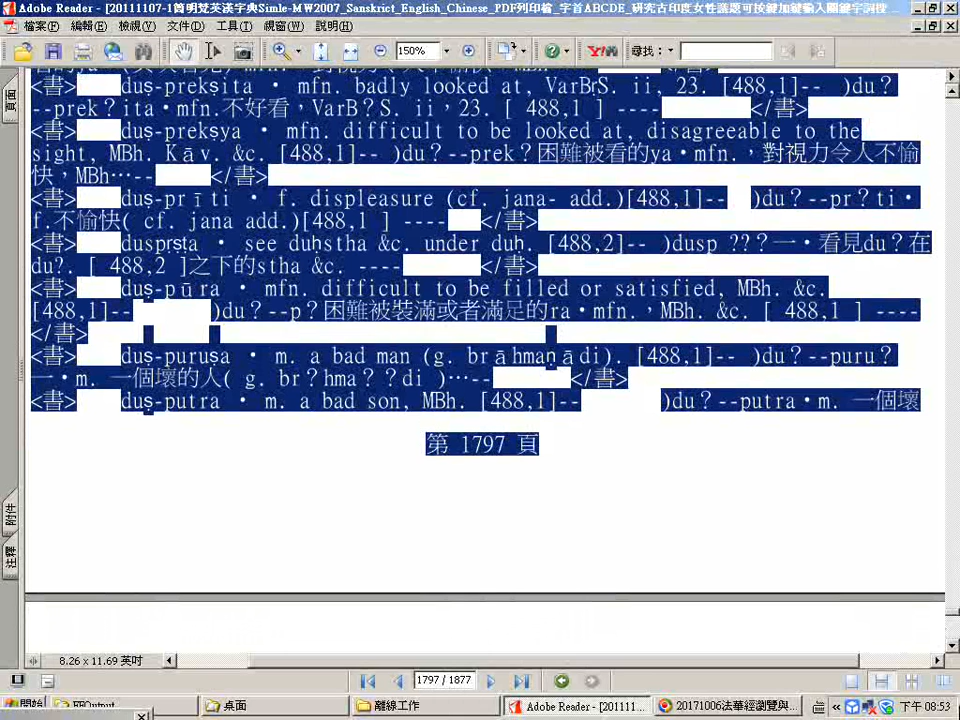 Adobe Reader - [20111107-1簡明梵英漢字典Simle-MW2007_Sanskrict_English_Chinese_PDF列印檔_字首ABCDE_研究古印度女性議題可按鍵加鍵輸入關鍵字詞搜
檔案(F) 編輯(E) 檢視(V) 文件(D) 工具(T) 視窗(W) 說明(H)
150% 尋找：
頁面
<書> duṣ-prekṣita • mfn. badly looked at, VarBṛS. ii, 23 [488,1]-- )du？
--prek？ita•mfn.不好看，VarB？S. ii，23. [ 488,1 ] ---- </書>
<書> duṣ-prekṣya • mfn. difficult to be looked at, disagreeable to the
sight, MBh. Kāv. &c. [488,1]-- )du？--prek？困難被看的ya•mfn.，對視力令人不愉
快，MBh…-- </書>
<書> duṣ-prīti • f. displeasure (cf. jana- add.)[488,1]-- )du？--pr？ti•
f.不愉快( cf. jana add.)[488,1 ] ---- </書>
<書> duspṛṣṭa • see duḥstha &c. under duḥ. [488,2]-- )dusp ??？一•看見du？在
du?. [ 488,2 ]之下的stha &c. ---- </書>
<書> duṣ-pūra • mfn. difficult to be filled or satisfied, MBh. &c.
[488,1]-- )du？--p？困難被裝滿或者滿足的ra•mfn.，MBh. &c. [ 488,1 ] ----
</書>
<書> duṣ-puruṣa • m. a bad man (g. brāhmaṇādi). [488,1]-- )du？--puru？
一•m. 一個壞的人( g. br？hma？？di )…-- </書>
<書> duṣ-putra • m. a bad son, MBh. [488,1]-- )du？--putra•m. 一個壞
第 1797 頁
附件
注釋
8.26 x 11.69 英吋
1797 / 1877
開始 EEOutput 桌面 離線工作 Adobe Reader - [201111... 20171006法華經瀏覽與... 下午 08:53